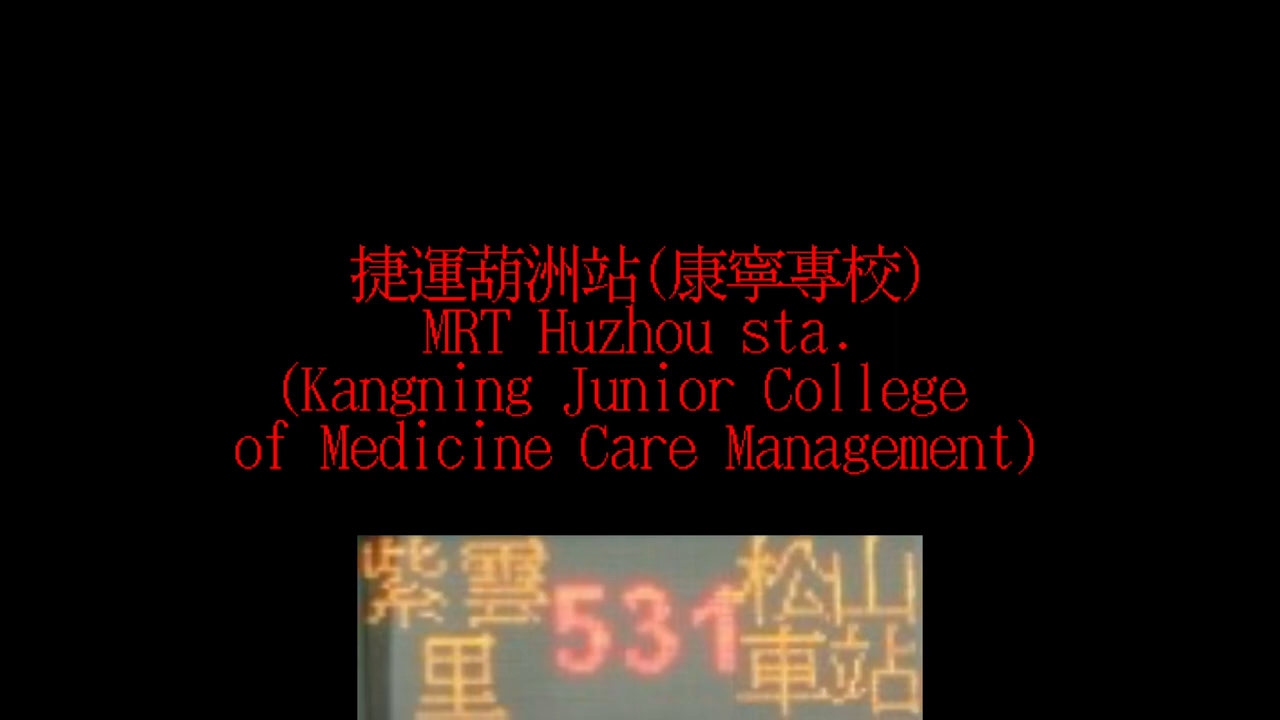 捷運葫洲站(康寧專校)
MRT Huzhou sta.
(Kangning Junior College
of Medicine Care Management)
紫雲 531 松山
里 車站